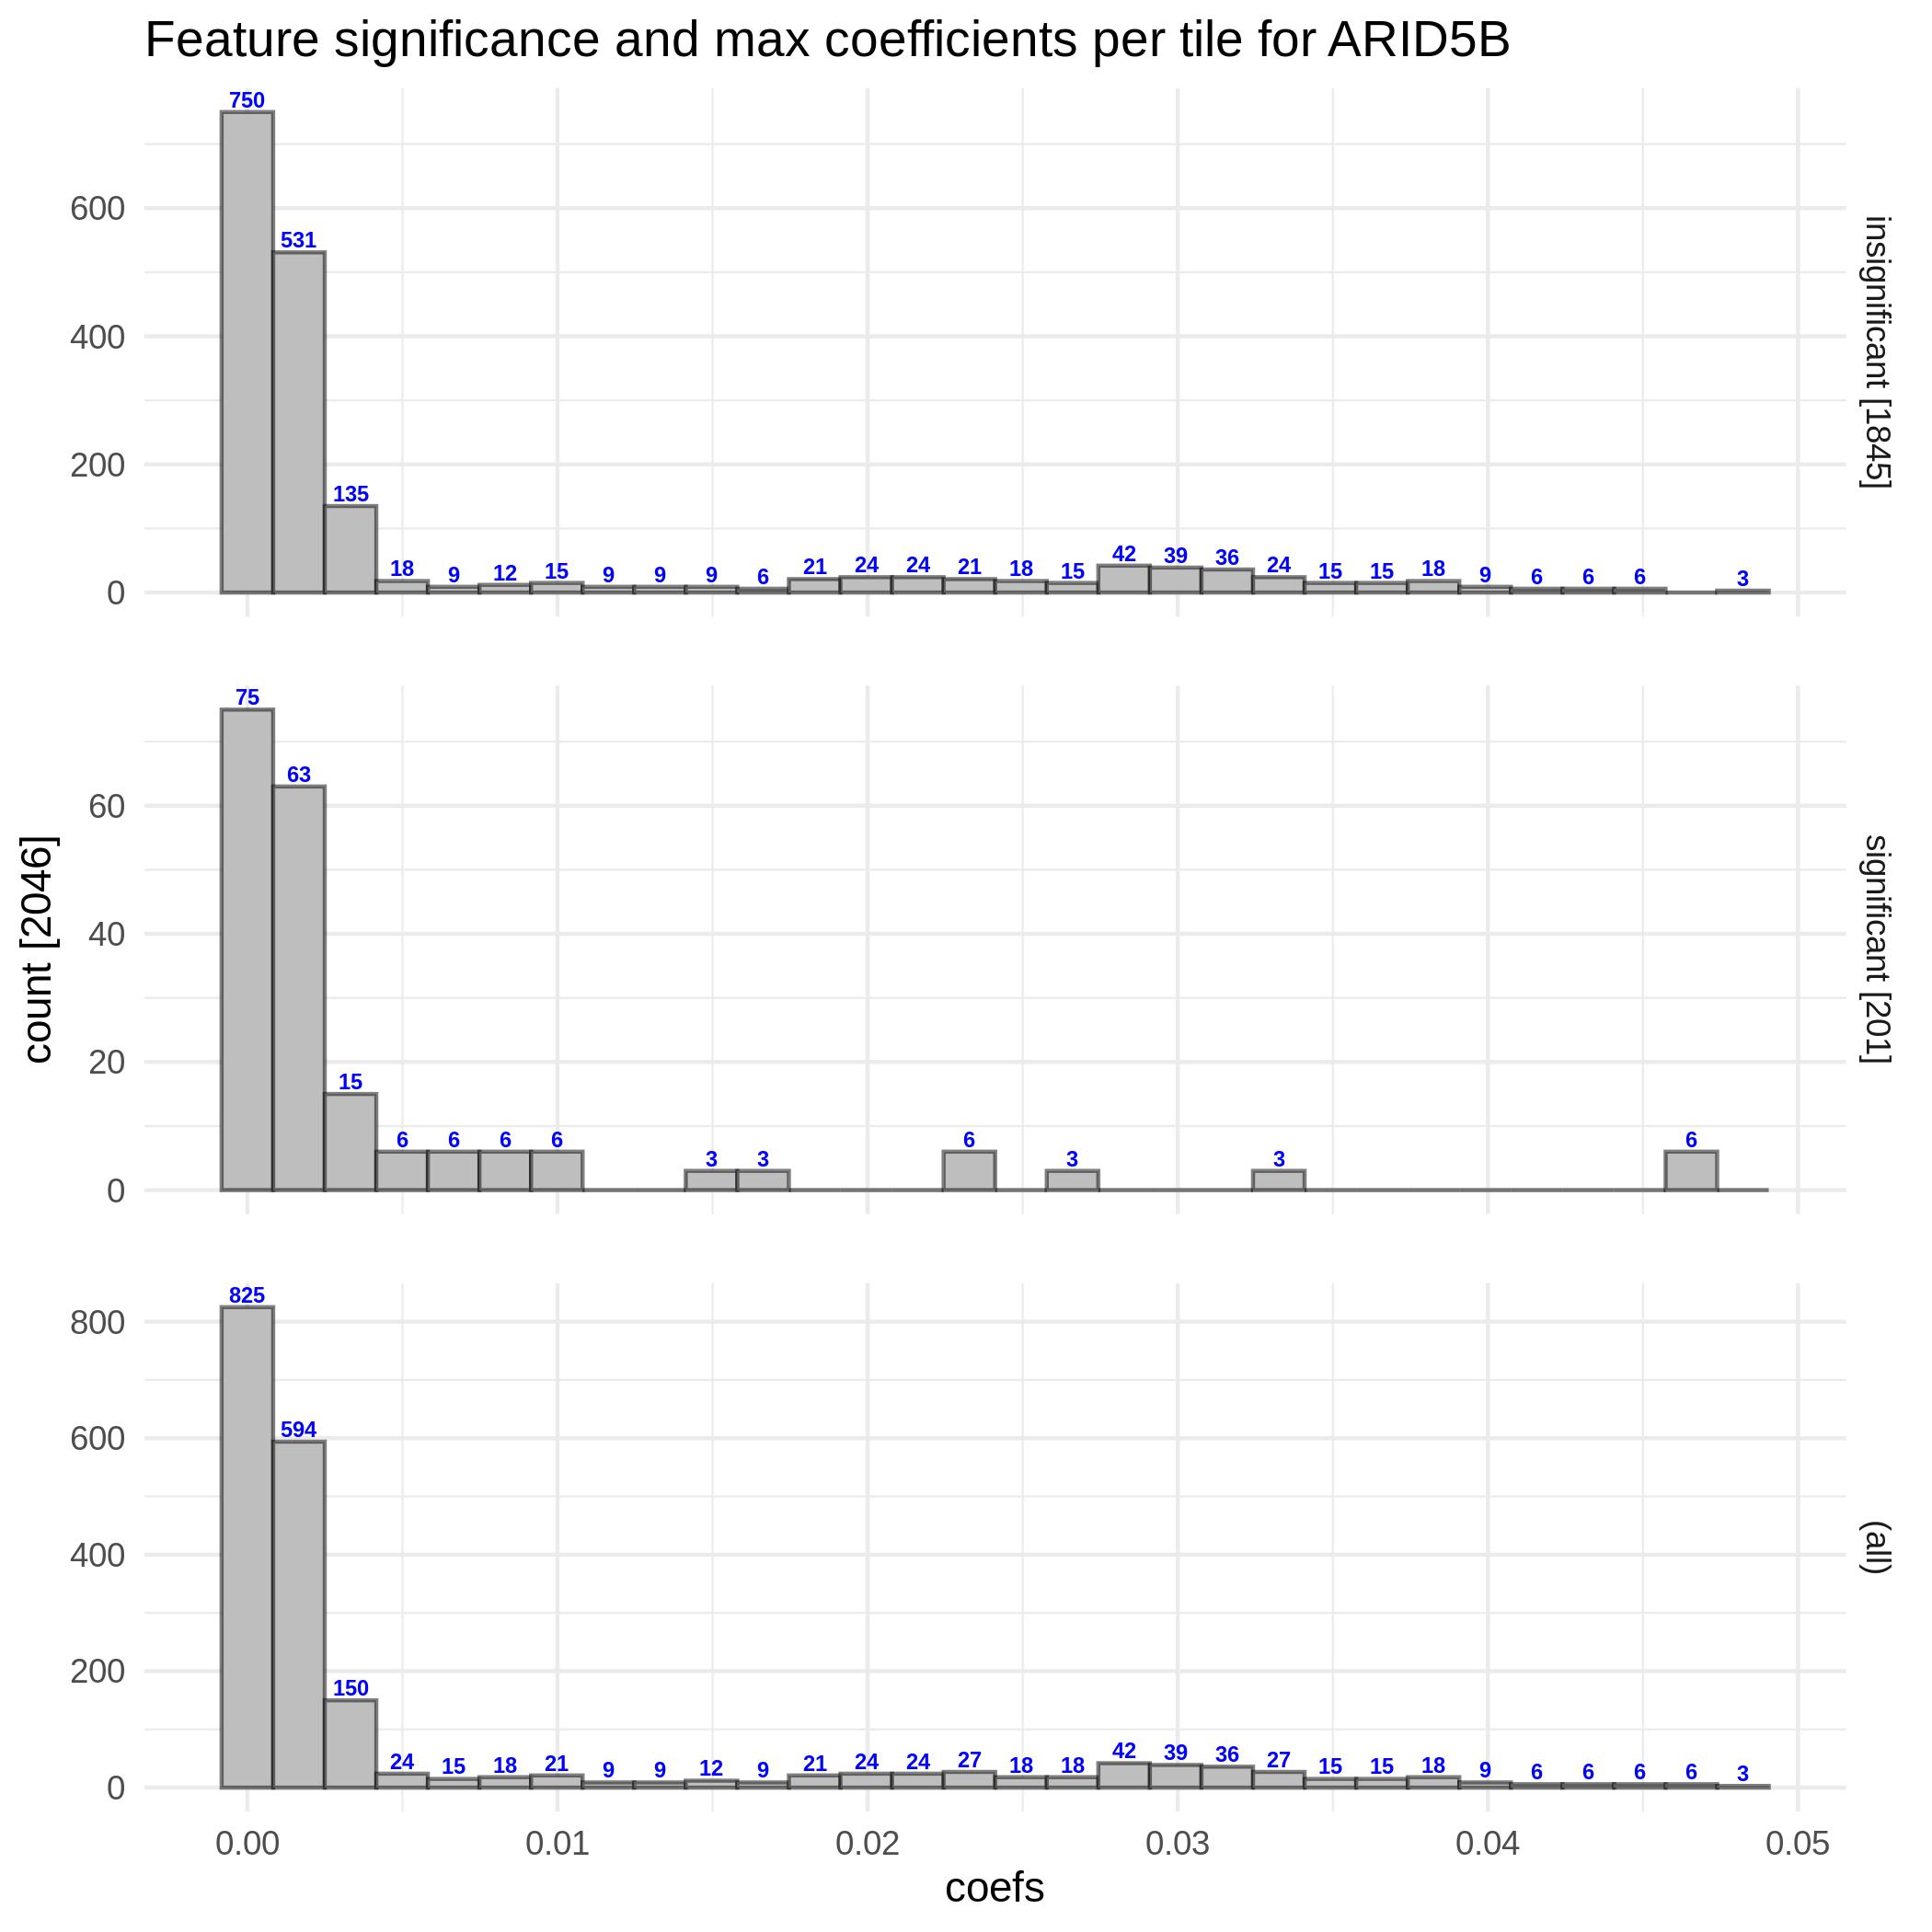 Feature significance and max coefficients per tile for ARID5B
750
531
135
18 9 12 15 9 9 9 6 21 24 24 21 18 15 42 39 36 24 15 15 18 9 6 6 6 3
600
400
200
0
insignificant [1845]
75
63
15
6 6 6 6 3 3 6 3 3 6
60
40
20
0
significant [201]
count [2046]
825
594
150
24 15 18 21 9 9 12 9 21 24 24 27 18 18 42 39 36 27 15 15 18 9 6 6 6 6 3
800
600
400
200
0
(all)
0.00 0.01 0.02 0.03 0.04 0.05
coefs